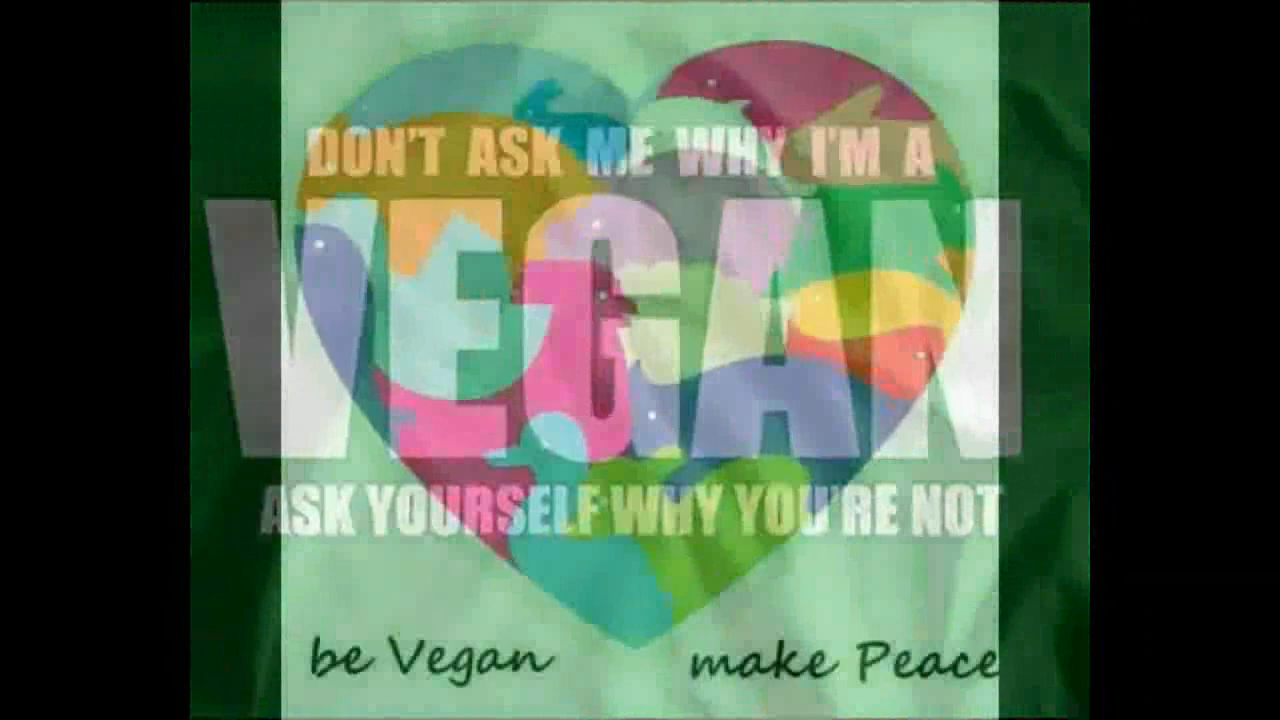 DON'T ASK ME WHY I'M A
VEGAN
ASK YOURSELF WHY YOU'RE NOT
be Vegan make Peace